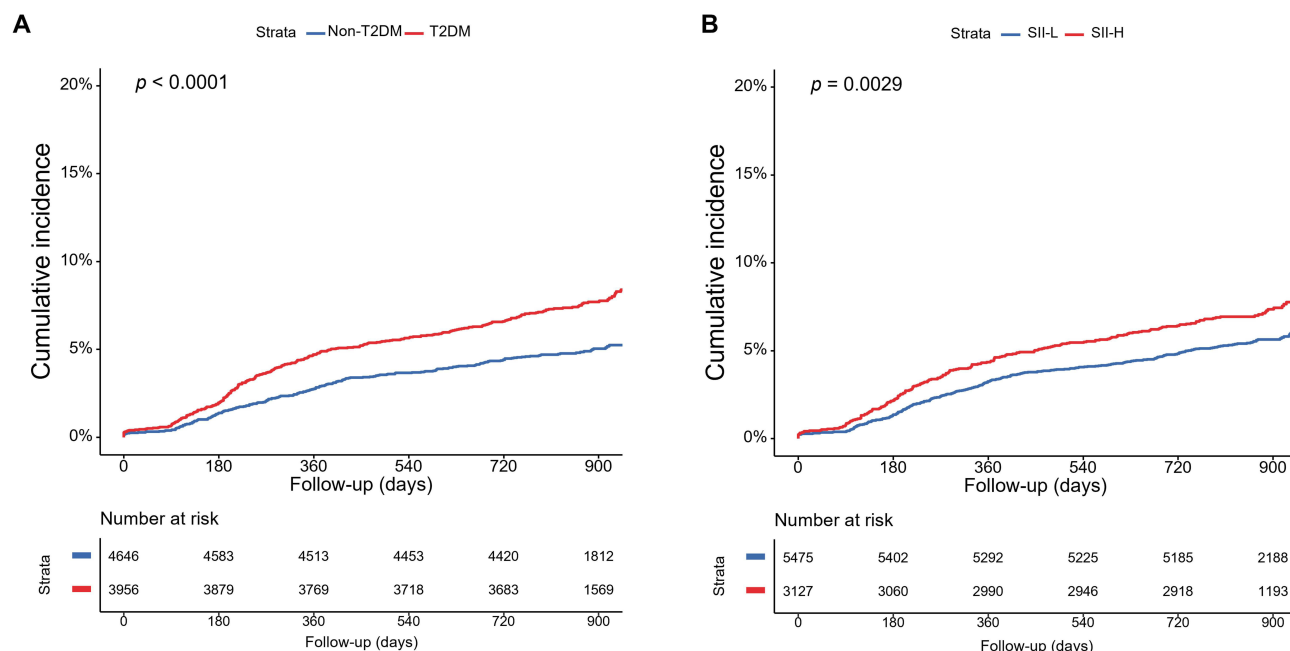 A
Strata Non-T2DM T2DM
p < 0.0001
20%
15%
10%
5%
0%
Cumulative incidence
0 180 360 540 720 900
Follow-up (days)
Number at risk
Strata
4646 4583 4513 4453 4420 1812
3956 3879 3769 3718 3683 1569
0 180 360 540 720 900
Follow-up (days)
B
Strata SII-L SII-H
p = 0.0029
20%
15%
10%
5%
0%
Cumulative incidence
0 180 360 540 720 900
Follow-up (days)
Number at risk
Strata
5475 5402 5292 5225 5185 2188
3127 3060 2990 2946 2918 1193
0 180 360 540 720 900
Follow-up (days)